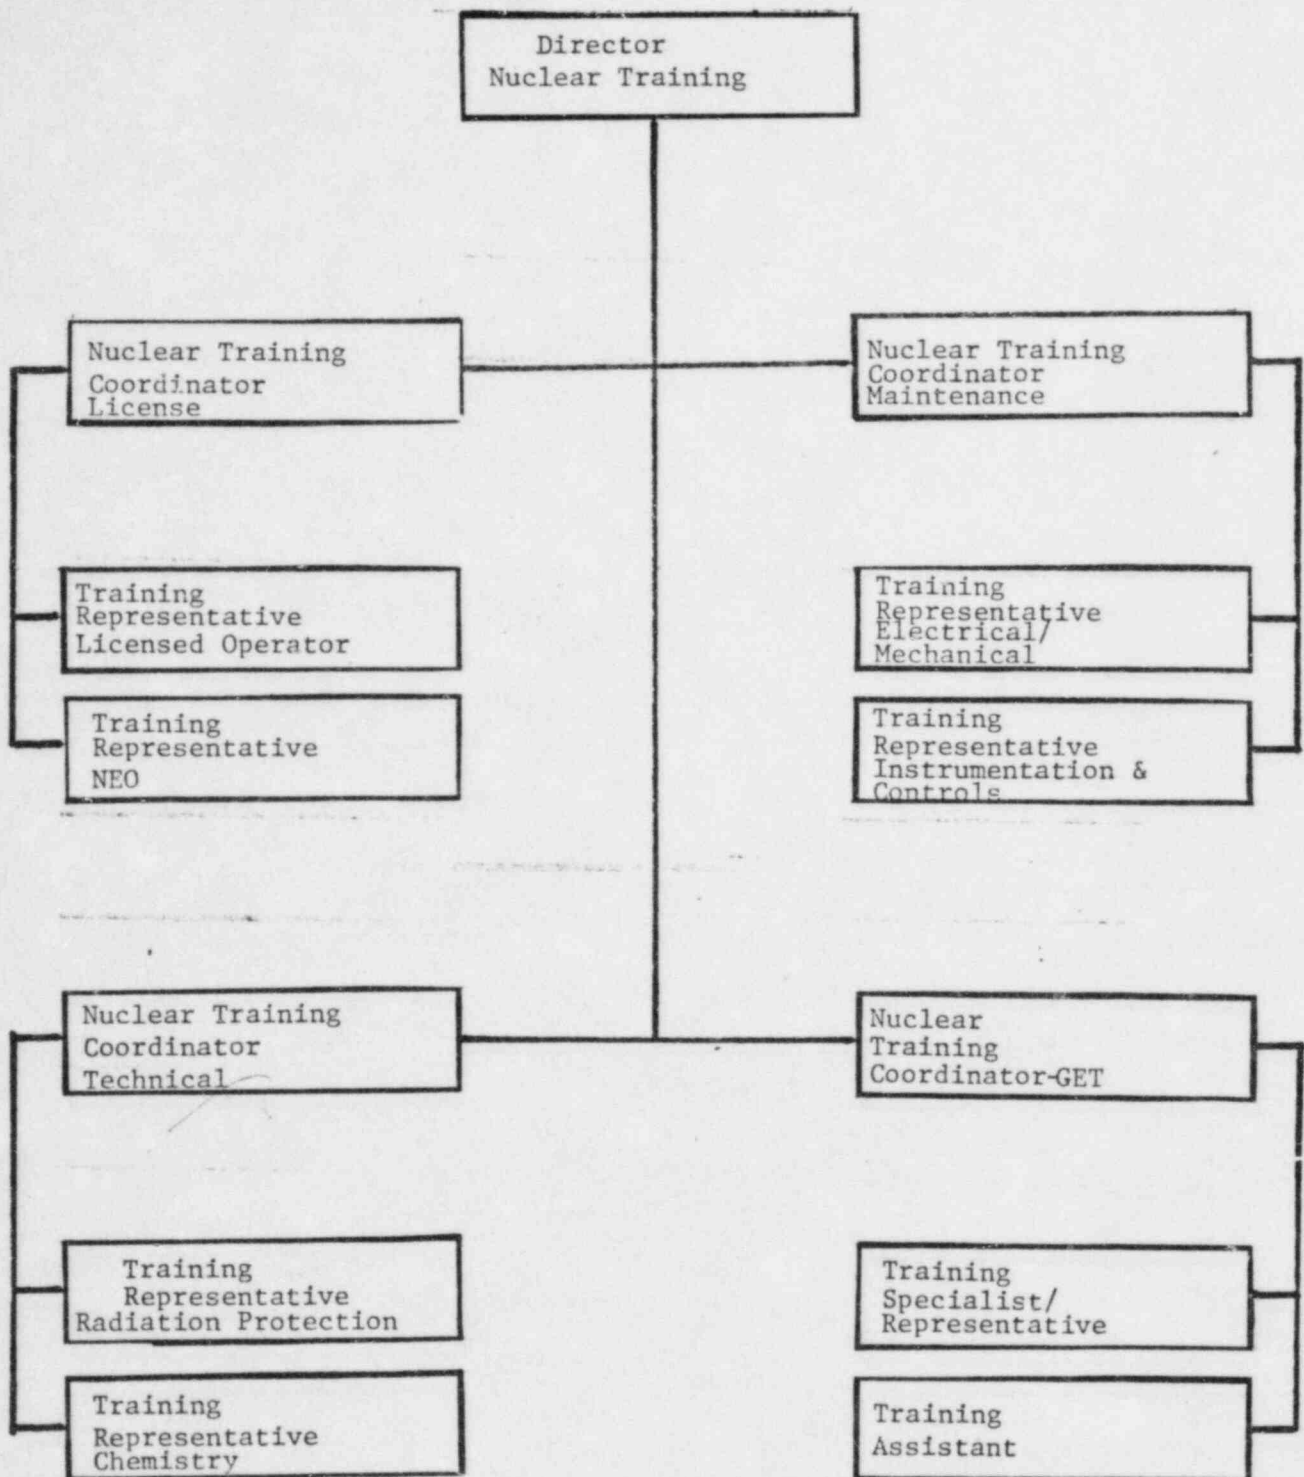 Director
Nuclear Training
Nuclear Training
Coordinator
License
Nuclear Training
Coordinator
Maintenance
Training
Representative
Licensed Operator
Training
Representative
Electrical/
Mechanical
Training
Representative
NEO
Training
Representative
Instrumentation &
Controls
Nuclear Training
Coordinator
Technical
Nuclear
Training
Coordinator-GET
Training
Representative
Radiation Protection
Training
Specialist/
Representative
Training
Representative
Chemistry
Training
Assistant